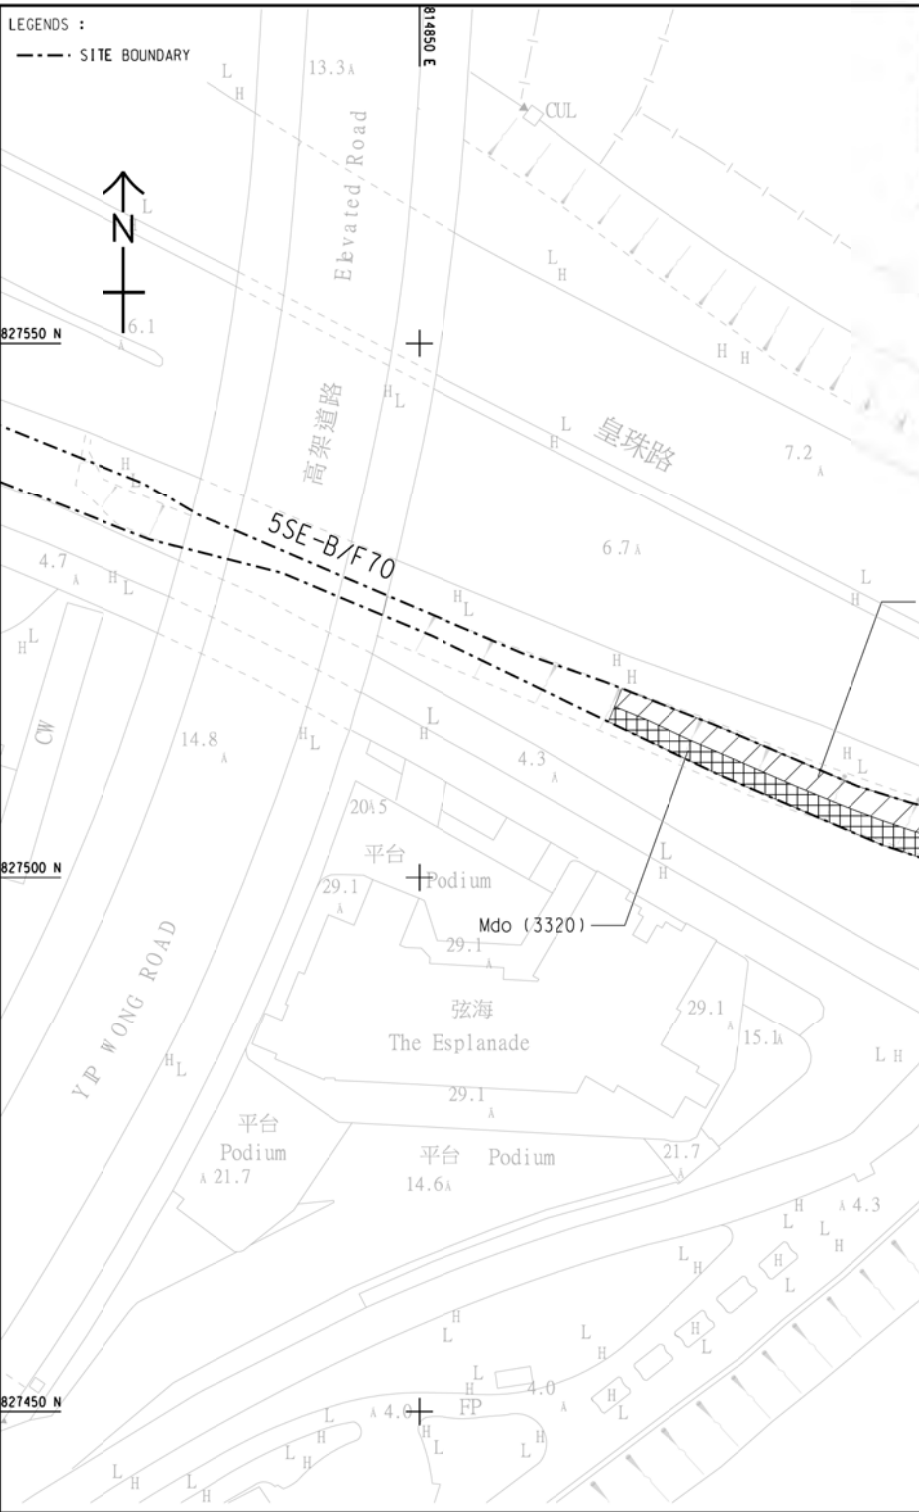 LEGENDS :
SITE BOUNDARY
814850 E
L
H
13.3
Elevated Road
CUL
L
N
L
H
827550 N
6.1
H H
H
L
高架道路
L
H
皇珠路
7.2
H
L
5SE-B/F70
6.7
4.7
H
L
H
L
L
H
H
L
H
H
CW
14.8
H
L
L
H
4.3
H
L
20.5
平台
Podium
827500 N
29.1
L
H
Mdo (3320)
29.1
YIP WONG ROAD
弦海
The Esplanade
29.1
15.1
L H
H
L
29.1
平台
Podium
21.7
平台 Podium
14.6
21.7
H
L
4.3
L
H
L
H
H
L
H
L
L
H
H
L
L
H
4.0
H
L
827450 N
4.0
FP
L
H
H
L
H
L
L
H
L
H
L
H